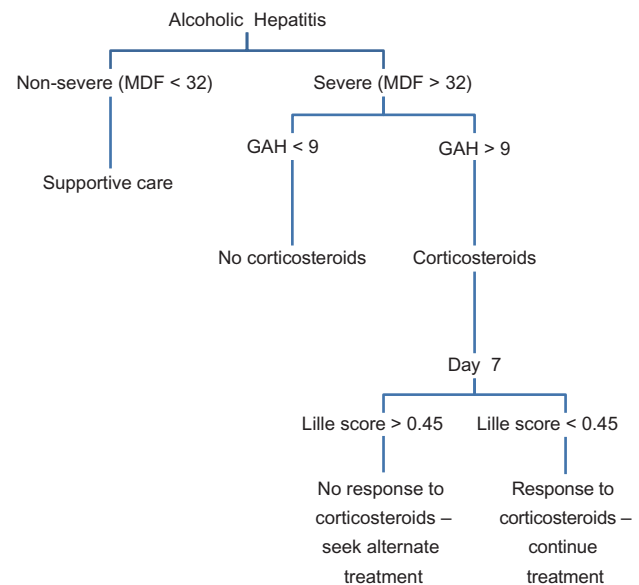 Alcoholic Hepatitis
Non-severe (MDF < 32)
Severe (MDF > 32)
GAH < 9
GAH > 9
Supportive care
No corticosteroids
Corticosteroids
Day 7
Lille score > 0.45
Lille score < 0.45
No response to
corticosteroids –
seek alternate
treatment
Response to
corticosteroids –
continue
treatment